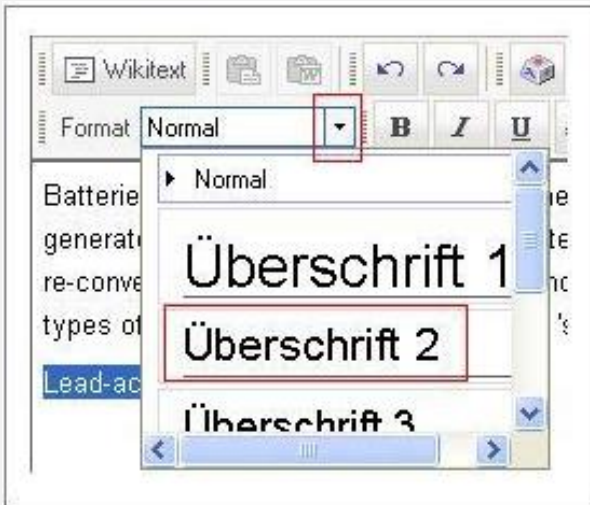 Wikitext
Format Normal B I U
Normal
Batterie
generat
Überschrift 1
re-conve
Überschrift 2
types of 's
Lead-ac
Überschrift 3